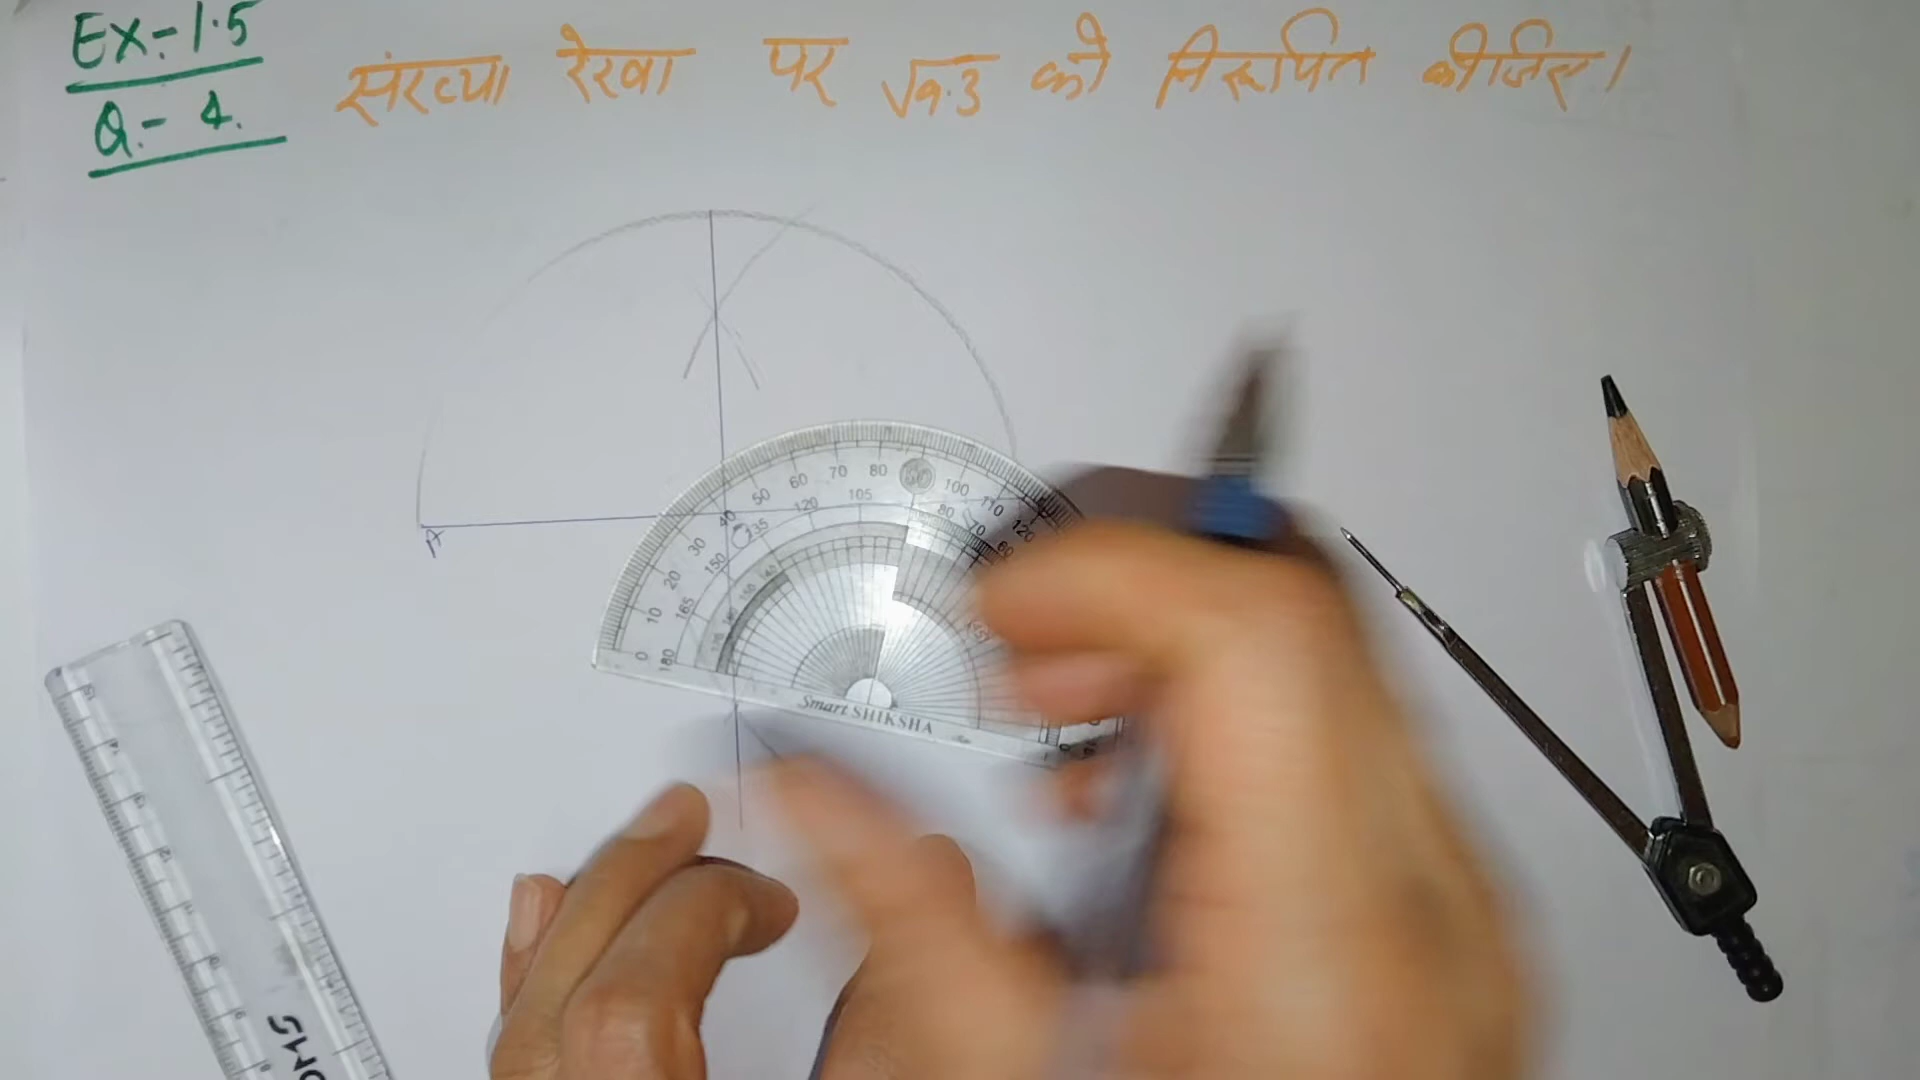 Ex:- 1.5
Q.- 4. संख्या रेखा पर √9.3 को निरूपित कीजिए।
A
C
Smart SHIKSHA